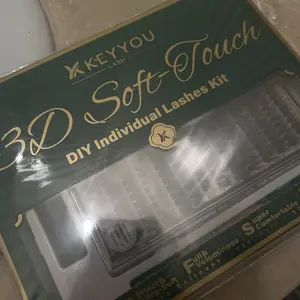 KEYYOU
LASH
3D Soft-Touch
DIY Individual Lashes Kit
Full&
Voluminous
Super
Comfortable